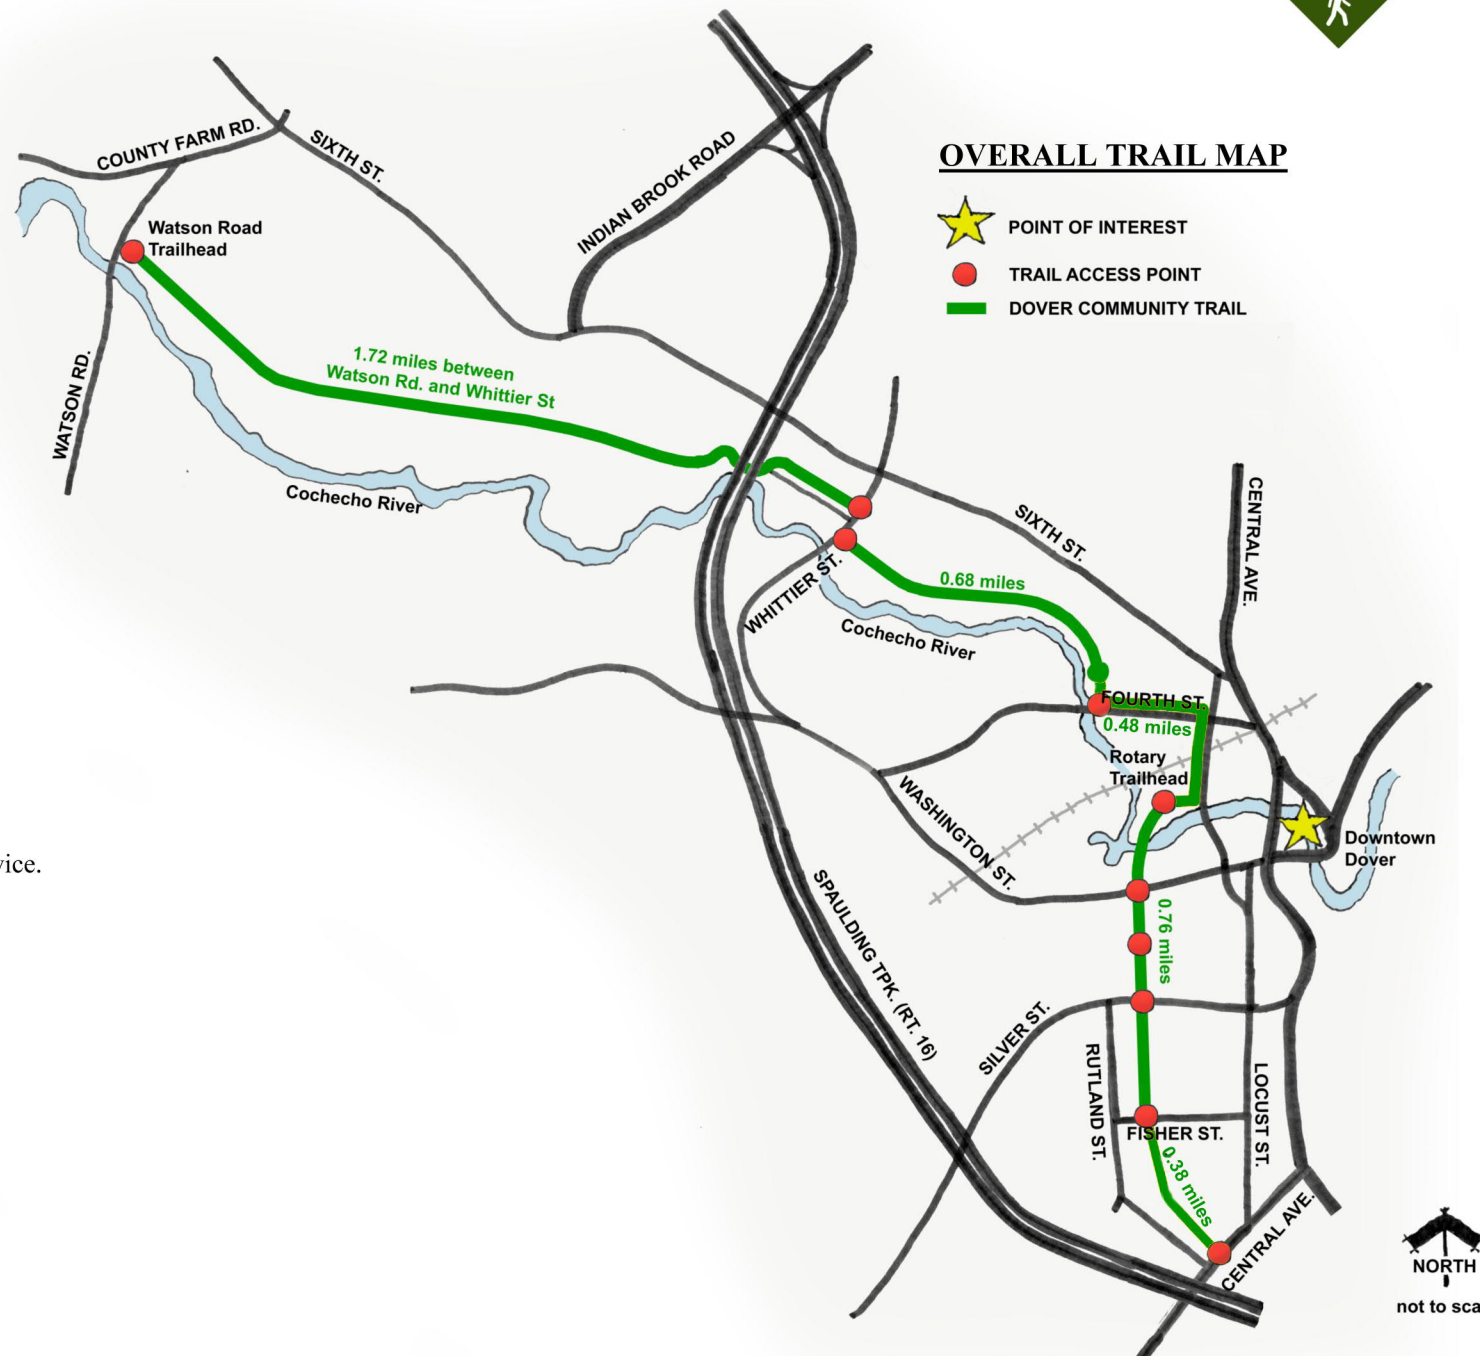 OVERALL TRAIL MAP
POINT OF INTEREST
TRAIL ACCESS POINT
DOVER COMMUNITY TRAIL
COUNTY FARM RD.
SIXTH ST.
INDIAN BROOK ROAD
Watson Road
Trailhead
WATSON RD.
1.72 miles between
Watson Rd. and Whittier St
Cochecho River
SIXTH ST.
CENTRAL AVE.
WHITTIER ST.
0.68 miles
Cochecho River
FOURTH ST.
0.48 miles
Rotary
Trailhead
WASHINGTON ST.
Downtown
Dover
SPAULDING TPK. (RT. 16)
0.76 miles
SILVER ST.
RUTLAND ST.
LOCUST ST.
FISHER ST.
0.38 miles
CENTRAL AVE.
NORTH
not to sca
vice.